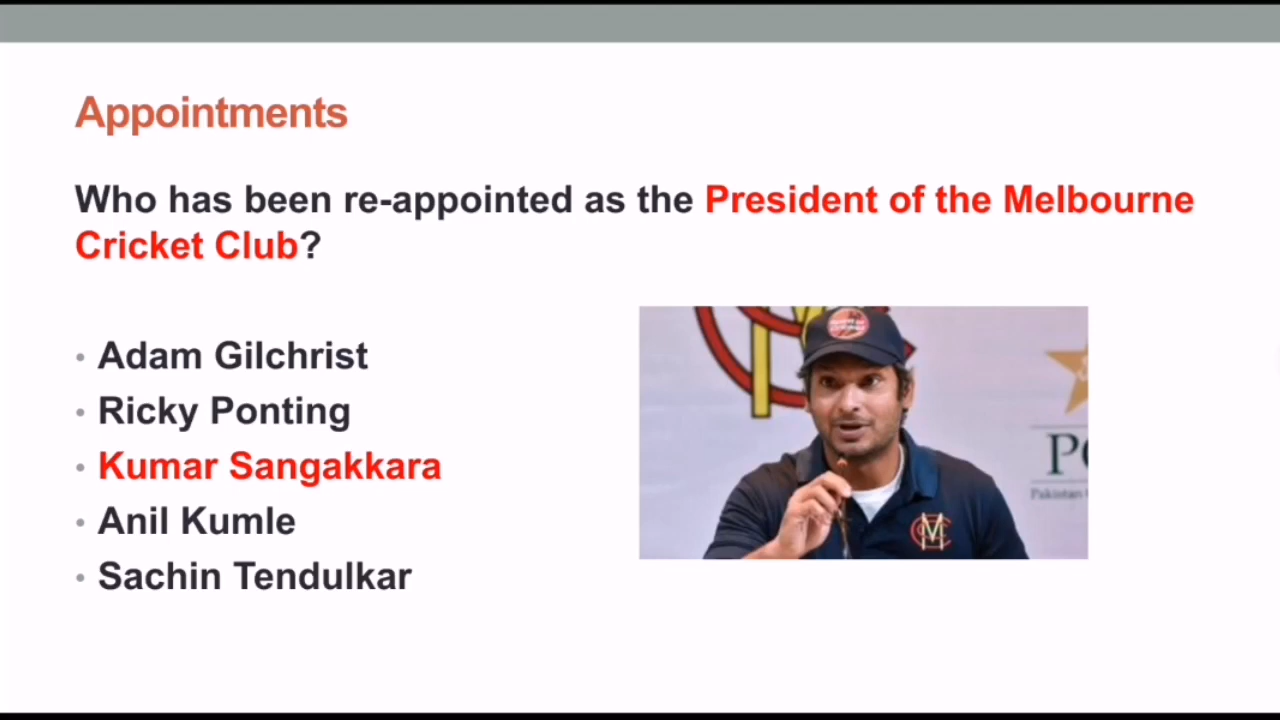 Appointments
Who has been re-appointed as the President of the Melbourne
Cricket Club?
Adam Gilchrist
Ricky Ponting
Kumar Sangakkara
Anil Kumle
Sachin Tendulkar
Pakistan